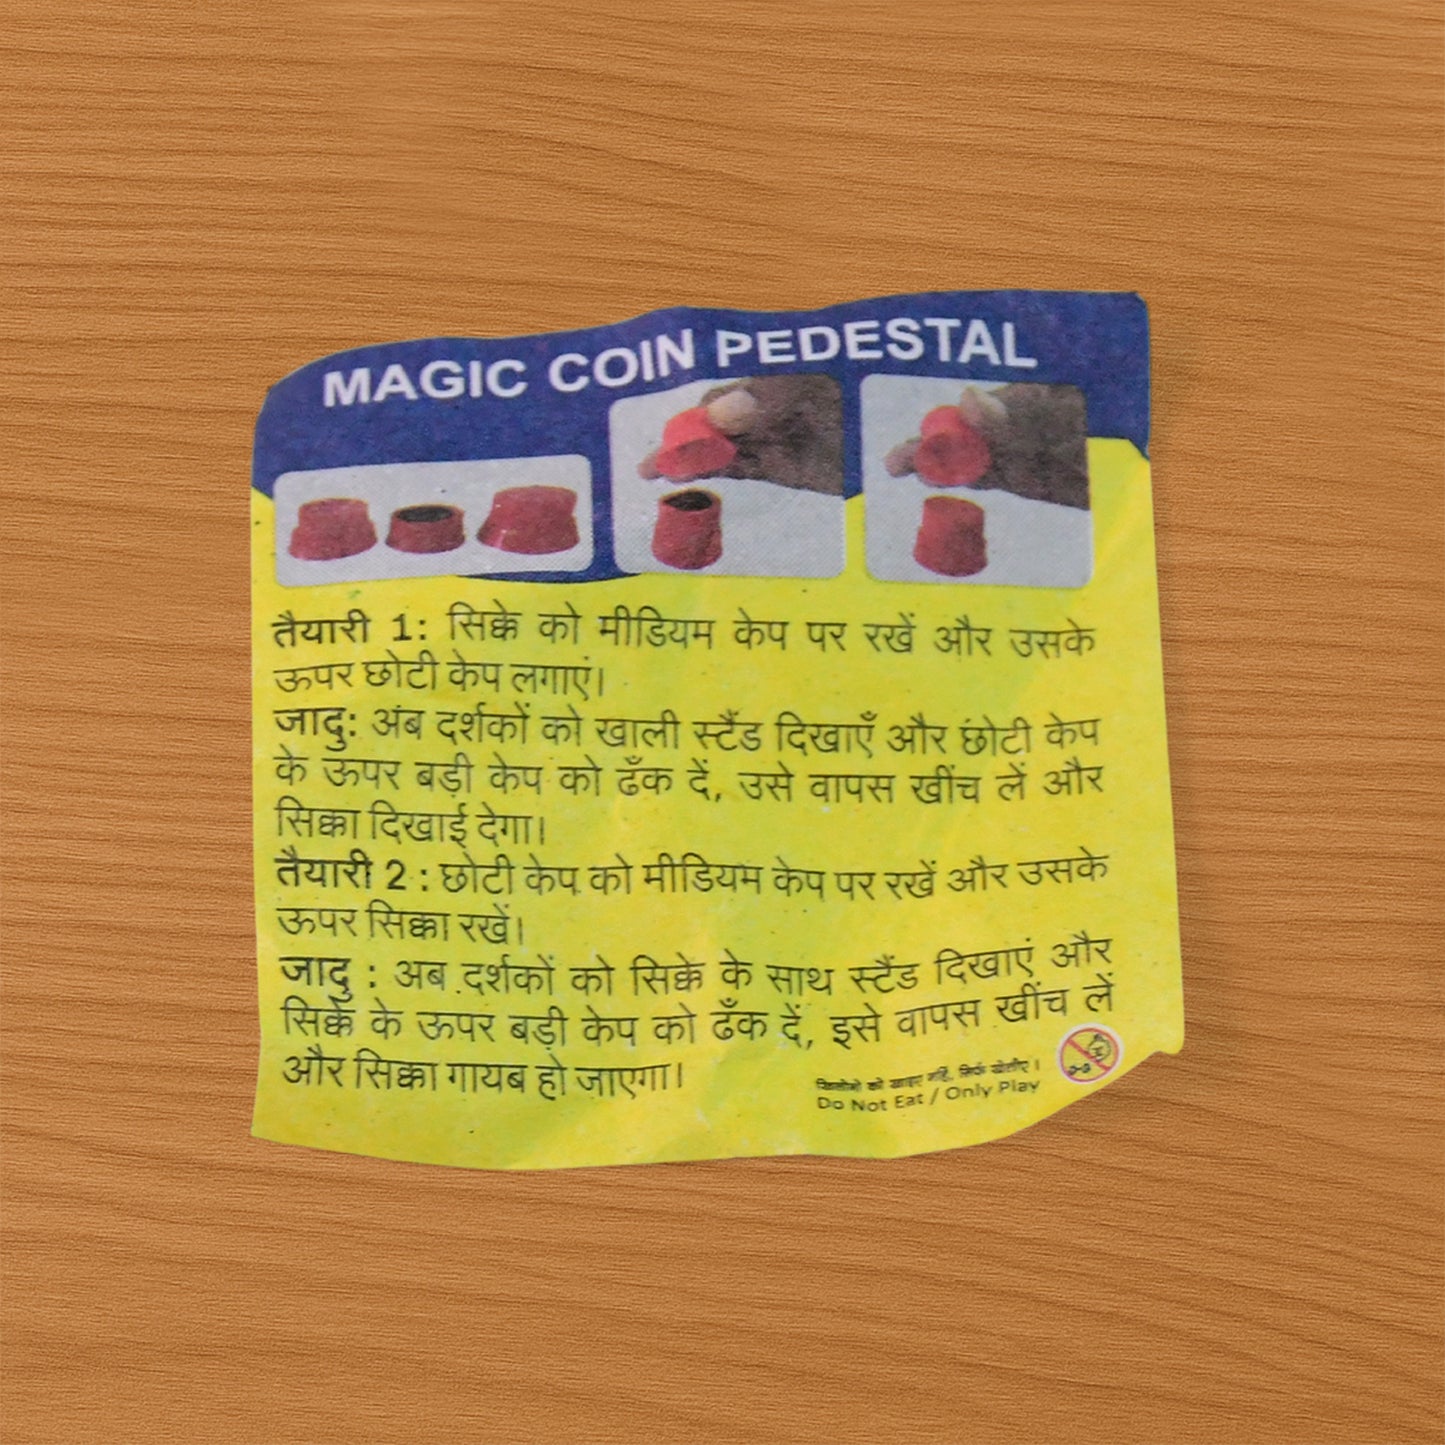 MAGIC COIN PEDESTAL
तैयारी 1: सिक्के को मीडियम केप पर रखें और उसके
ऊपर छोटी केप लगाएं।
जादु: अंब दर्शकों को खाली स्टैंड दिखाएँ और छोटी केप
के ऊपर बड़ी केप को ढँक दें, उसे वापस खींच लें और
सिक्का दिखाई देगा।
तैयारी 2 : छोटी केप को मीडियम केप पर रखें और उसके
ऊपर सिक्का रखें।
जादु : अब दर्शकों को सिक्के के साथ स्टैंड दिखाएं और
सिक्के के ऊपर बड़ी केप को ढँक दें, इसे वापस खींच लें
और सिक्का गायब हो जाएगा।
को खाइए नहीं, सिर्फ खेलीए।
Do Not Eat / Only Play